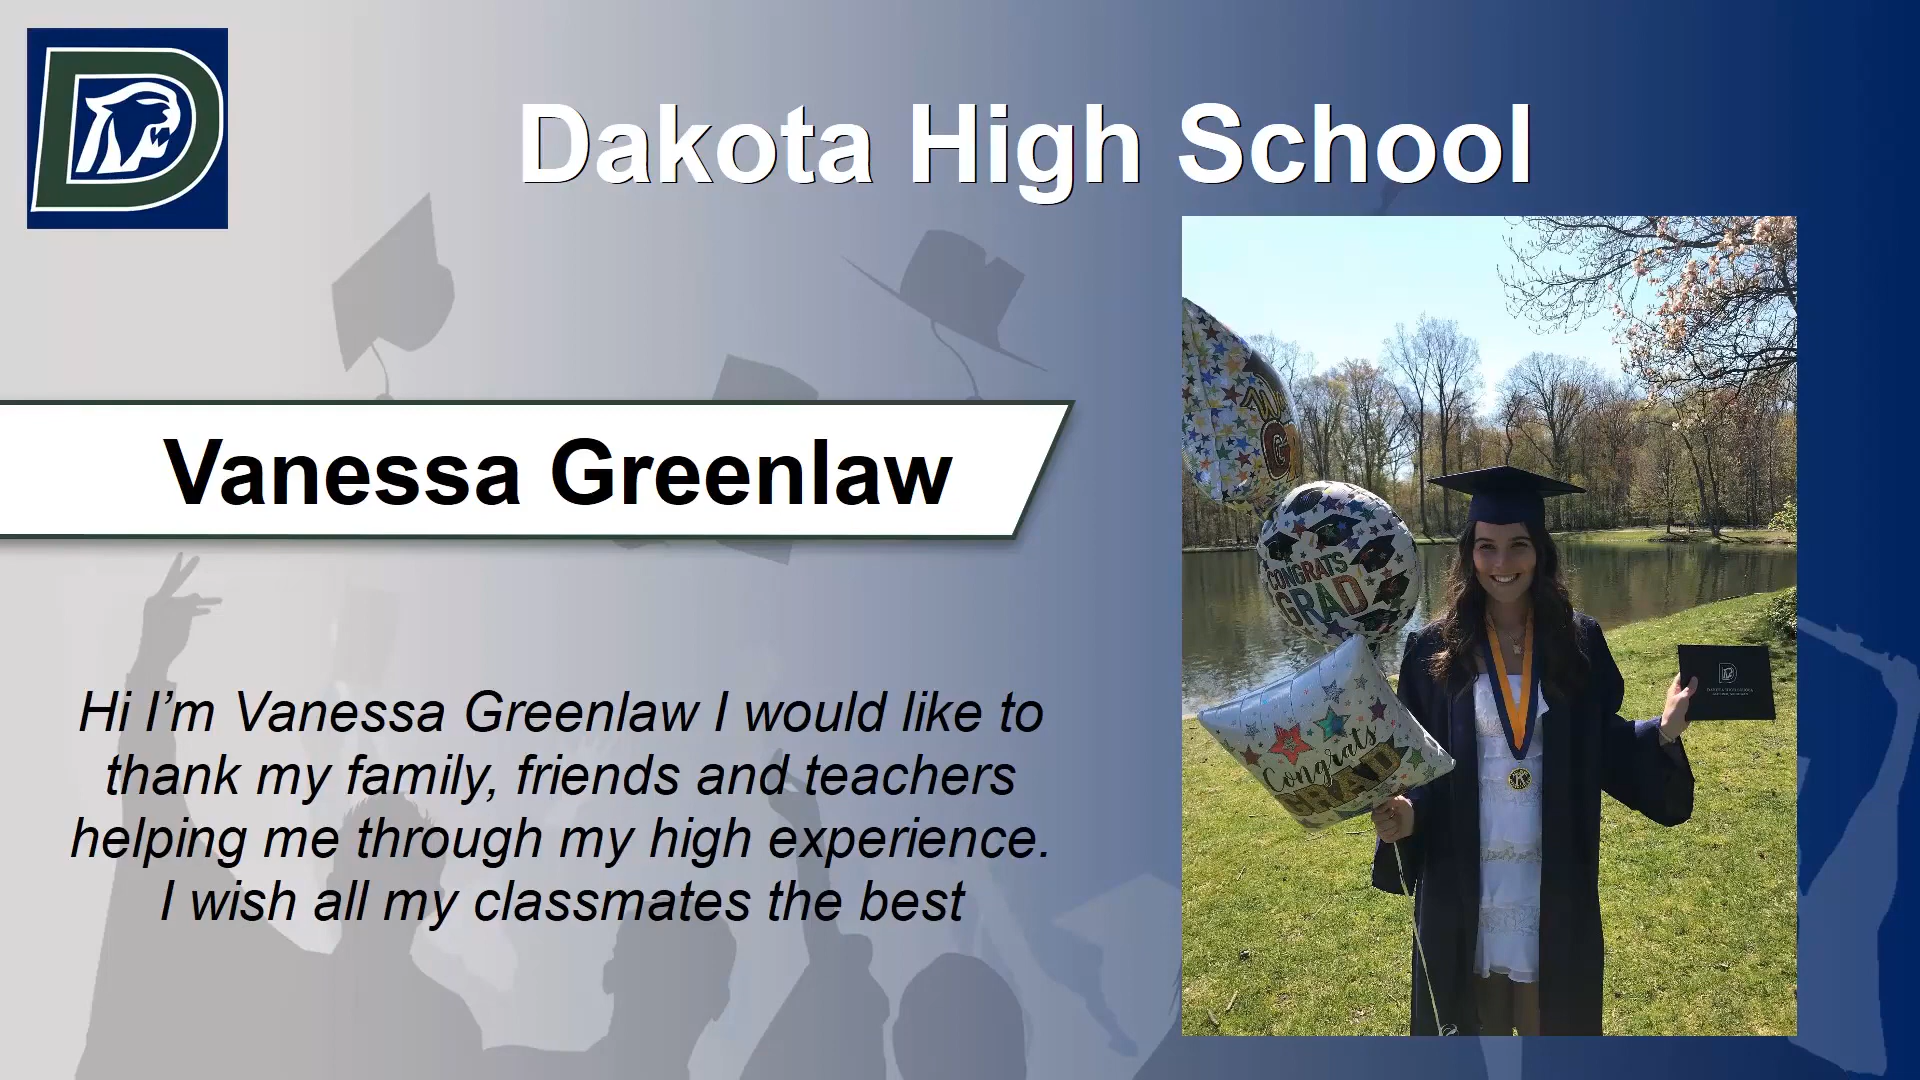 D
Dakota High School
Vanessa Greenlaw
Hi I’m Vanessa Greenlaw I would like to
thank my family, friends and teachers
helping me through my high experience.
I wish all my classmates the best
CONGRATS
GRAD
Congrats
GRAD
D
K